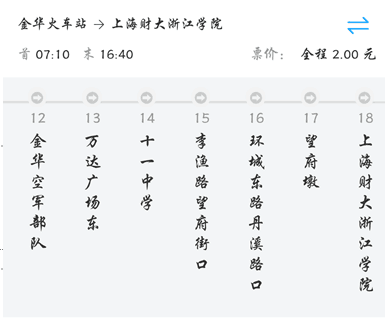 金华火车站 → 上海财大浙江学院
首 07:10 末 16:40 票价: 全程 2.00 元
12 13 14 15 16 17 18
金华空军部队
万达广场东
十一中学
李渔路望府街口
环城东路丹溪路口
望府墩
上海财大浙江学院